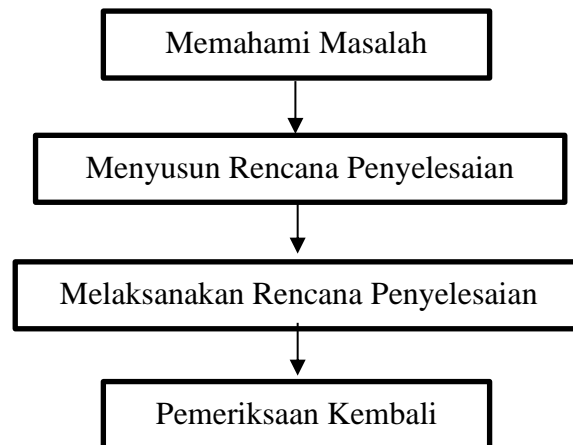 Memahami Masalah
Menyusun Rencana Penyelesaian
Melaksanakan Rencana Penyelesaian
Pemeriksaan Kembali